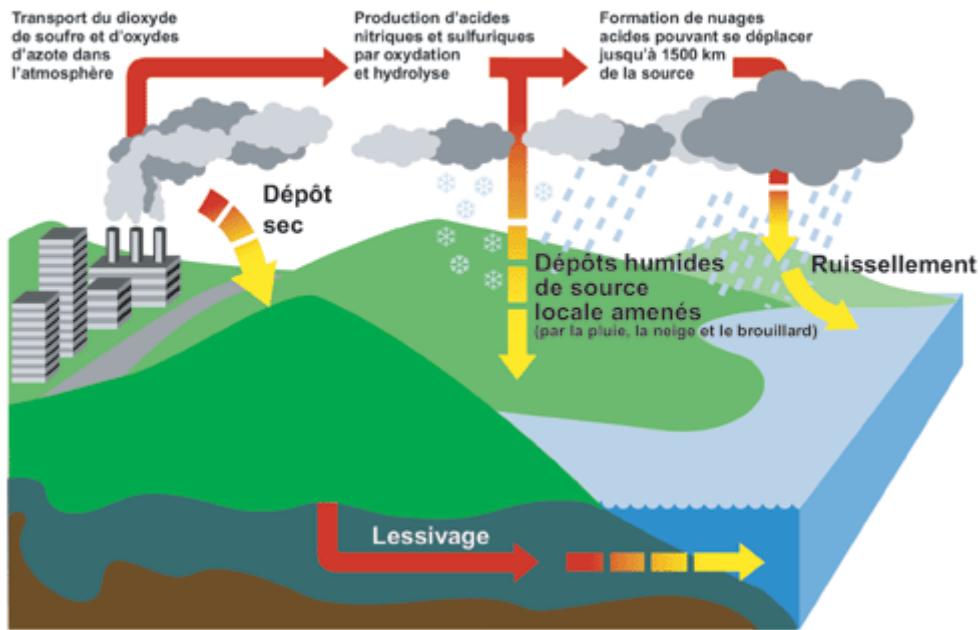 Transport du dioxyde
de soufre et d'oxydes
d'azote dans
l'atmosphère
Production d'acides
nitriques et sulfuriques
par oxydation
et hydrolyse
Formation de nuages
acides pouvant se déplacer
jusqu'à 1500 km
de la source
Dépôt
sec
Dépôts humides
de source
locale amenés
(par la pluie, la neige et le brouillard)
Ruissellement
Lessivage